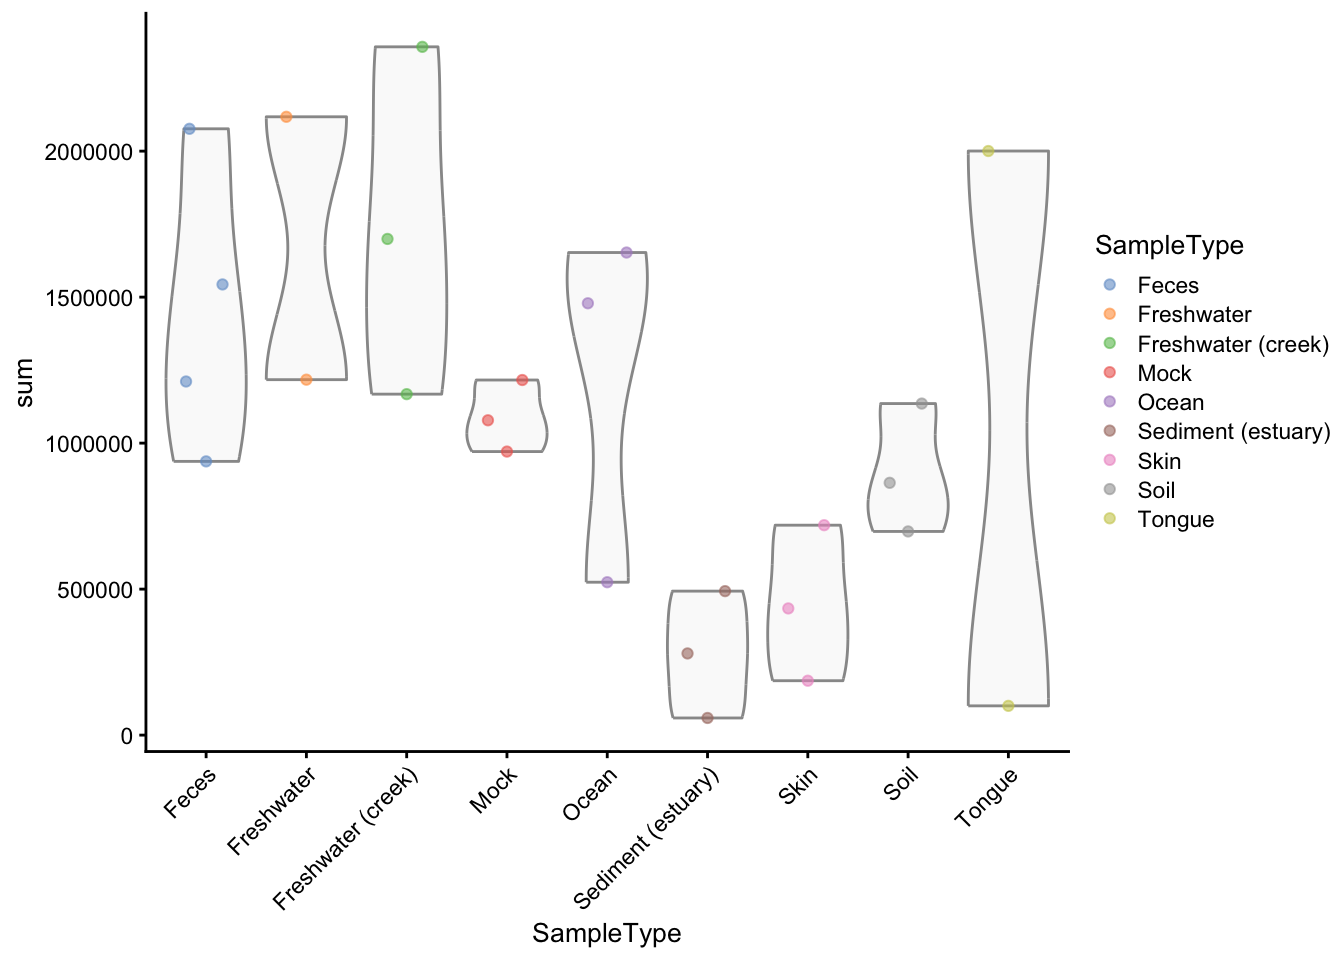 2000000
1500000
1000000
500000
0
sum
Feces
Freshwater
Freshwater (creek)
Mock
Ocean
Sediment (estuary)
Skin
Soil
Tongue
SampleType
SampleType
Feces
Freshwater
Freshwater (creek)
Mock
Ocean
Sediment (estuary)
Skin
Soil
Tongue